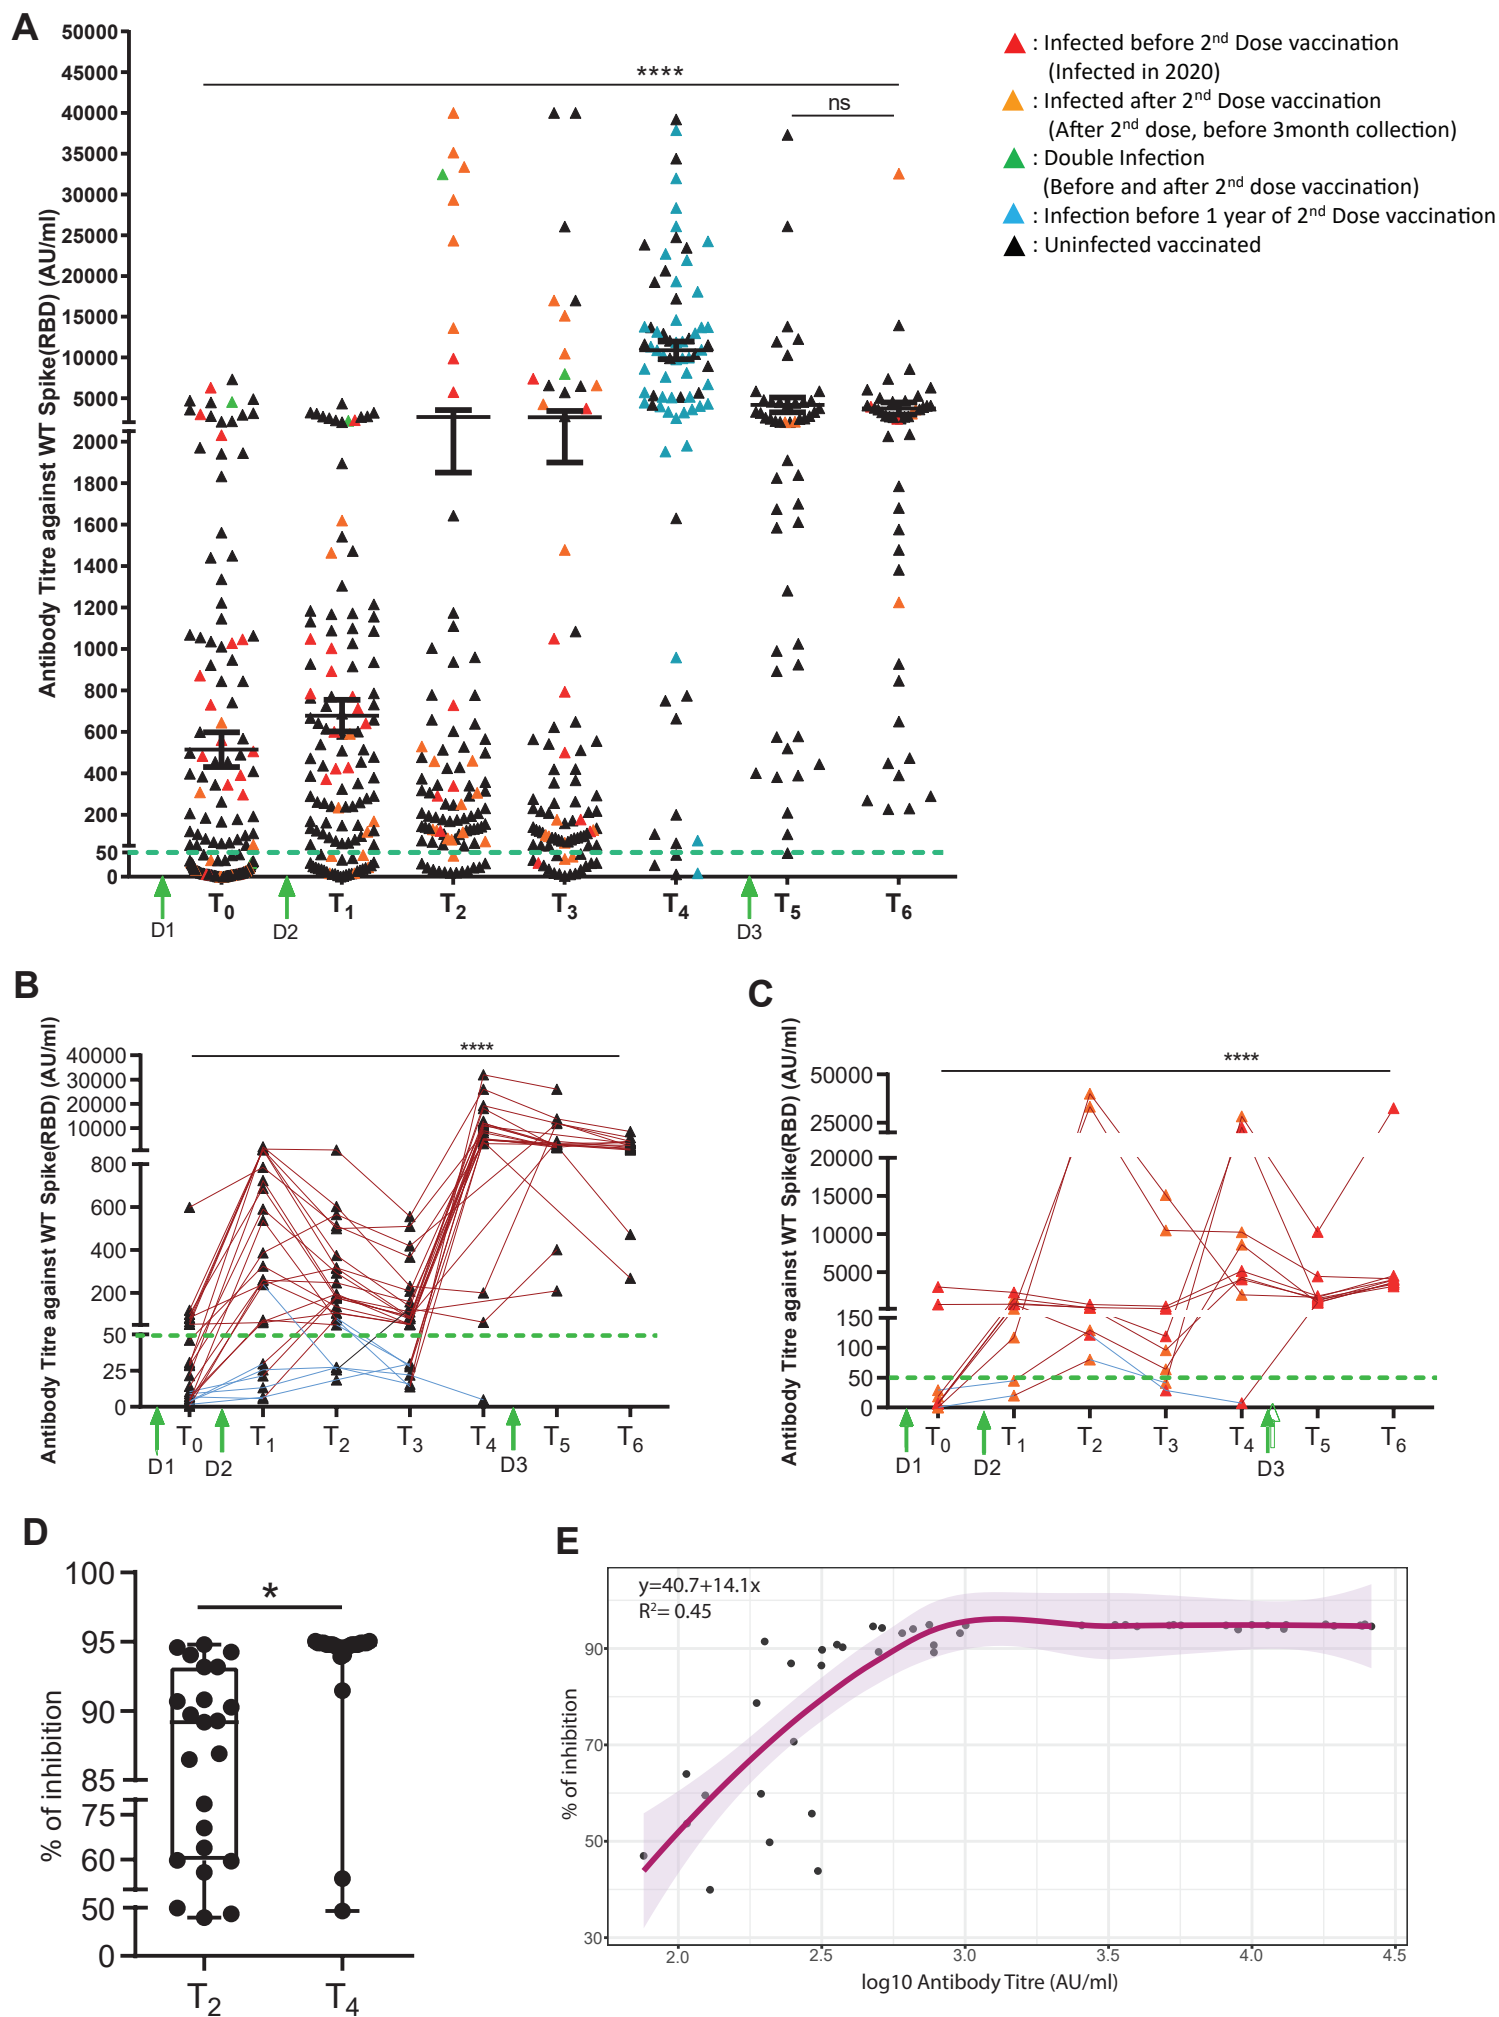 A
Antibody Titre against WT Spike(RBD) (AU/ml)
50000
45000
40000
35000
30000
25000
20000
15000
10000
5000
2000
1800
1600
1400
1200
1000
800
600
400
200
50
0
****
ns
T0
T1
T2
T3
T4
T5
T6
D1
D2
D3
: Infected before 2nd Dose vaccination
(Infected in 2020)
: Infected after 2nd Dose vaccination
(After 2nd dose, before 3month collection)
: Double Infection
(Before and after 2nd dose vaccination)
: Infection before 1 year of 2nd Dose vaccination
: Uninfected vaccinated
B
Antibody Titre against WT Spike(RBD) (AU/ml)
40000
30000
20000
10000
800
600
400
200
50
25
0
****
T0
T1
T2
T3
T4
T5
T6
D1
D2
D3
C
Antibody Titre against WT Spike(RBD) (AU/ml)
50000
25000
20000
15000
10000
5000
150
100
50
0
****
T0
T1
T2
T3
T4
T5
T6
D1
D2
D3
D
% of inhibition
100
95
90
85
75
60
50
0
*
T2
T4
E
y=40.7+14.1x
R2= 0.45
% of inhibition
90
70
50
30
2.0
2.5
3.0
3.5
4.0
4.5
log10 Antibody Titre (AU/ml)